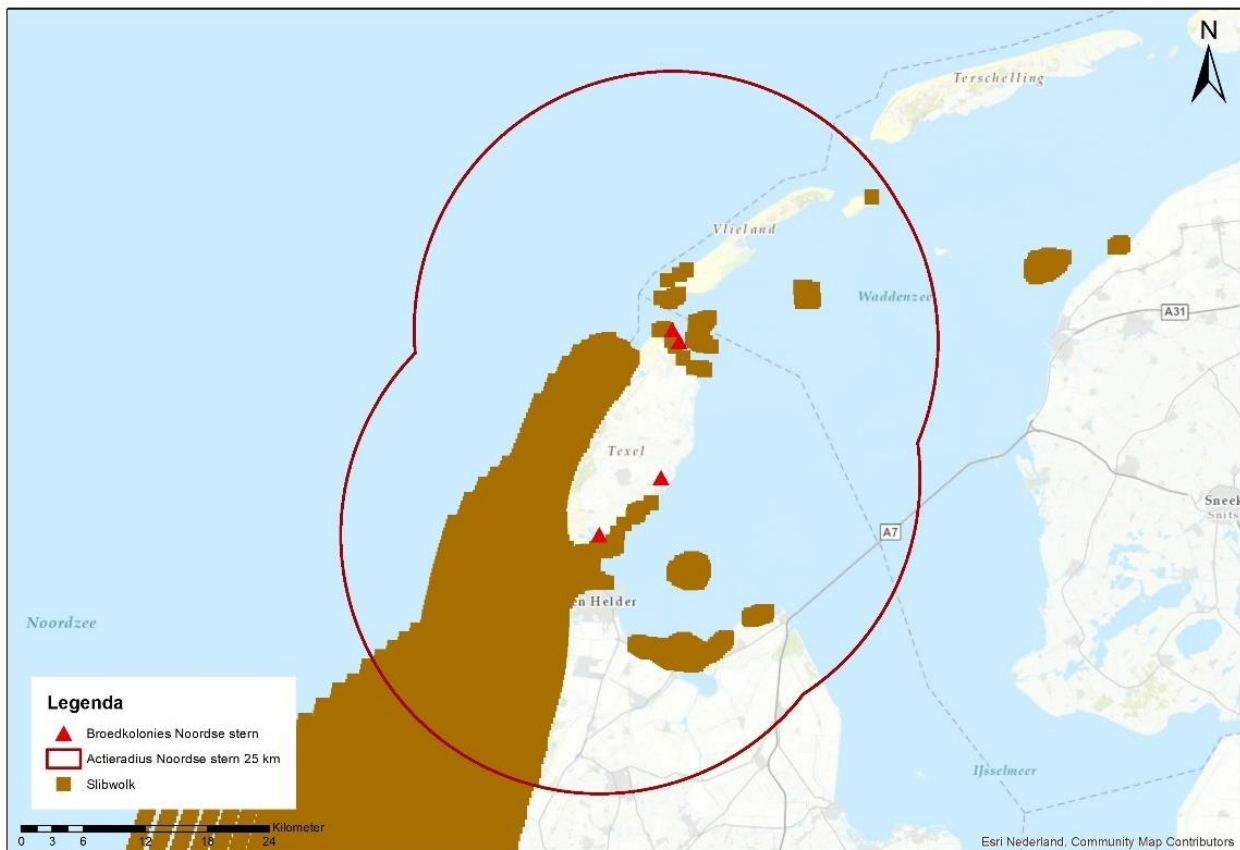 N
Terschelling
Vlieland
Waddenzee
A31
Texel
Sneek
Snits
A7
en Helder
Noordzee
IJsselmeer
Legenda
Broedkolonies Noordse stern
Actieradius Noordse stern 25 km
Slibwolk
Kilometer
0 3 6 12 18 24
Esri Nederland, Community Map Contributors